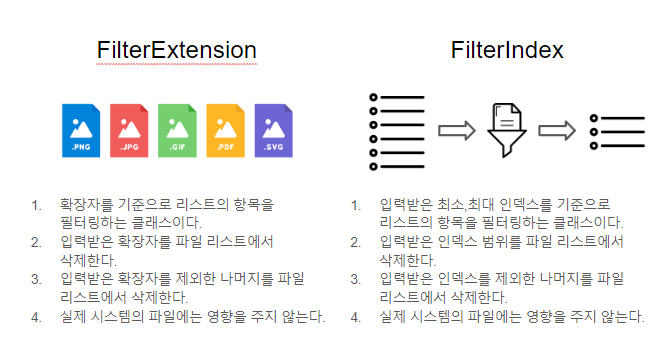 FilterExtension
.PNG
.JPG
.GIF
.PDF
.SVG
1. 확장자를 기준으로 리스트의 항목을
필터링하는 클래스이다.
2. 입력받은 확장자를 파일 리스트에서
삭제한다.
3. 입력받은 확장자를 제외한 나머지를 파일
리스트에서 삭제한다.
4. 실제 시스템의 파일에는 영향을 주지 않는다.
FilterIndex
1. 입력받은 최소,최대 인덱스를 기준으로
리스트의 항목을 필터링하는 클래스이다.
2. 입력받은 인덱스 범위를 파일 리스트에서
삭제한다.
3. 입력받은 인덱스를 제외한 나머지를 파일
리스트에서 삭제한다.
4. 실제 시스템의 파일에는 영향을 주지 않는다.